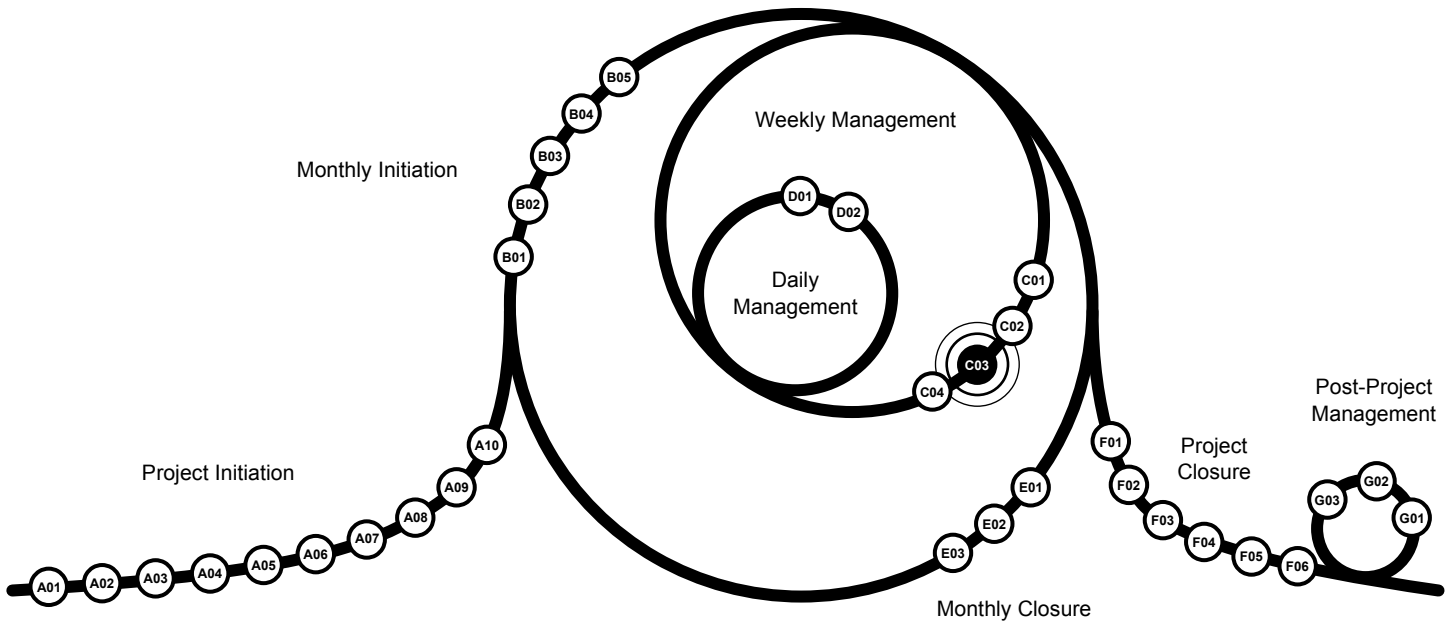 B05
B04
Weekly Management
B03
Monthly Initiation
D01
B02
D02
B01
C01
Daily
Management
C02
C03
C04
Post-Project
Management
A10
F01
Project
Closure
Project Initiation
G02
A09
E01
F02
G03
A08
E02
F03
G01
A07
F04
A06
E03
F05
A05
F06
A04
A03
A02
A01
Monthly Closure